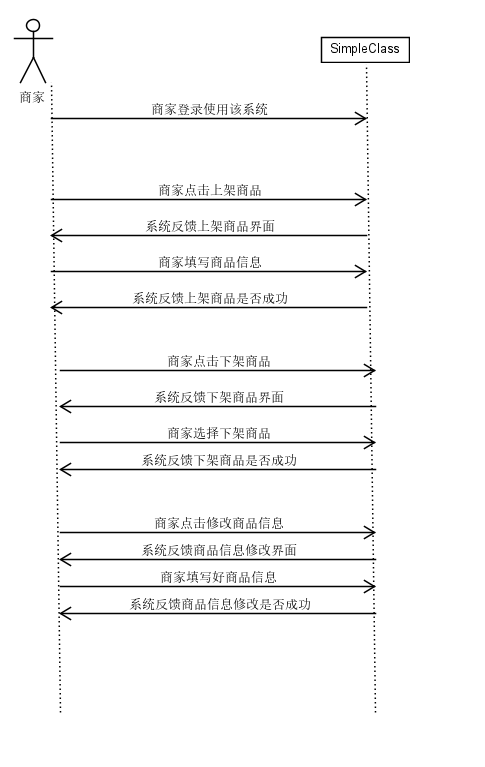 SimpleClass
商家
商家登录使用该系统
商家点击上架商品
系统反馈上架商品界面
商家填写商品信息
系统反馈上架商品是否成功
商家点击下架商品
系统反馈下架商品界面
商家选择下架商品
系统反馈下架商品是否成功
商家点击修改商品信息
系统反馈商品信息修改界面
商家填写好商品信息
系统反馈商品信息修改是否成功